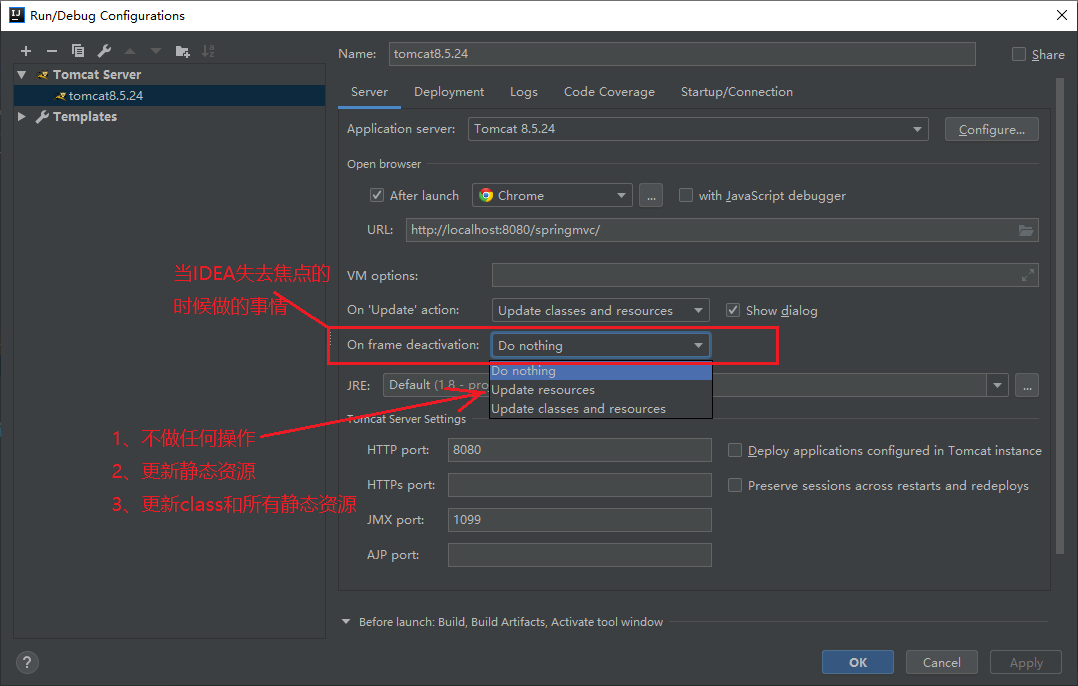 Run/Debug Configurations
Name: tomcat8.5.24 Share
Tomcat Server
tomcat8.5.24
Templates
Server Deployment Logs Code Coverage Startup/Connection
Application server: Tomcat 8.5.24 Configure...
Open browser
After launch Chrome ... with JavaScript debugger
URL: http://localhost:8080/springmvc/
当IDEA失去焦点的
时候做的事情
VM options:
On 'Update' action: Update classes and resources Show dialog
On frame deactivation: Do nothing
Do nothing
Update resources
Update classes and resources
JRE: Default (1.8 - pro ...
Tomcat Server Settings
1、不做任何操作
2、更新静态资源
3、更新class和所有静态资源
HTTP port: 8080 Deploy applications configured in Tomcat instance
HTTPs port: Preserve sessions across restarts and redeploys
JMX port: 1099
AJP port:
Before launch: Build, Build Artifacts, Activate tool window
? OK Cancel Apply